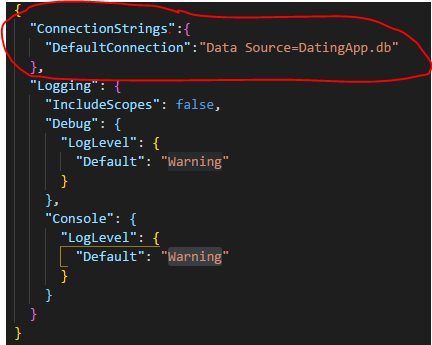 {
"ConnectionStrings":{
"DefaultConnection":"Data Source=DatingApp.db"
},
"Logging": {
"IncludeScopes": false,
"Debug": {
"LogLevel": {
"Default": "Warning"
}
},
"Console": {
"LogLevel": {
"Default": "Warning"
}
}
}
}